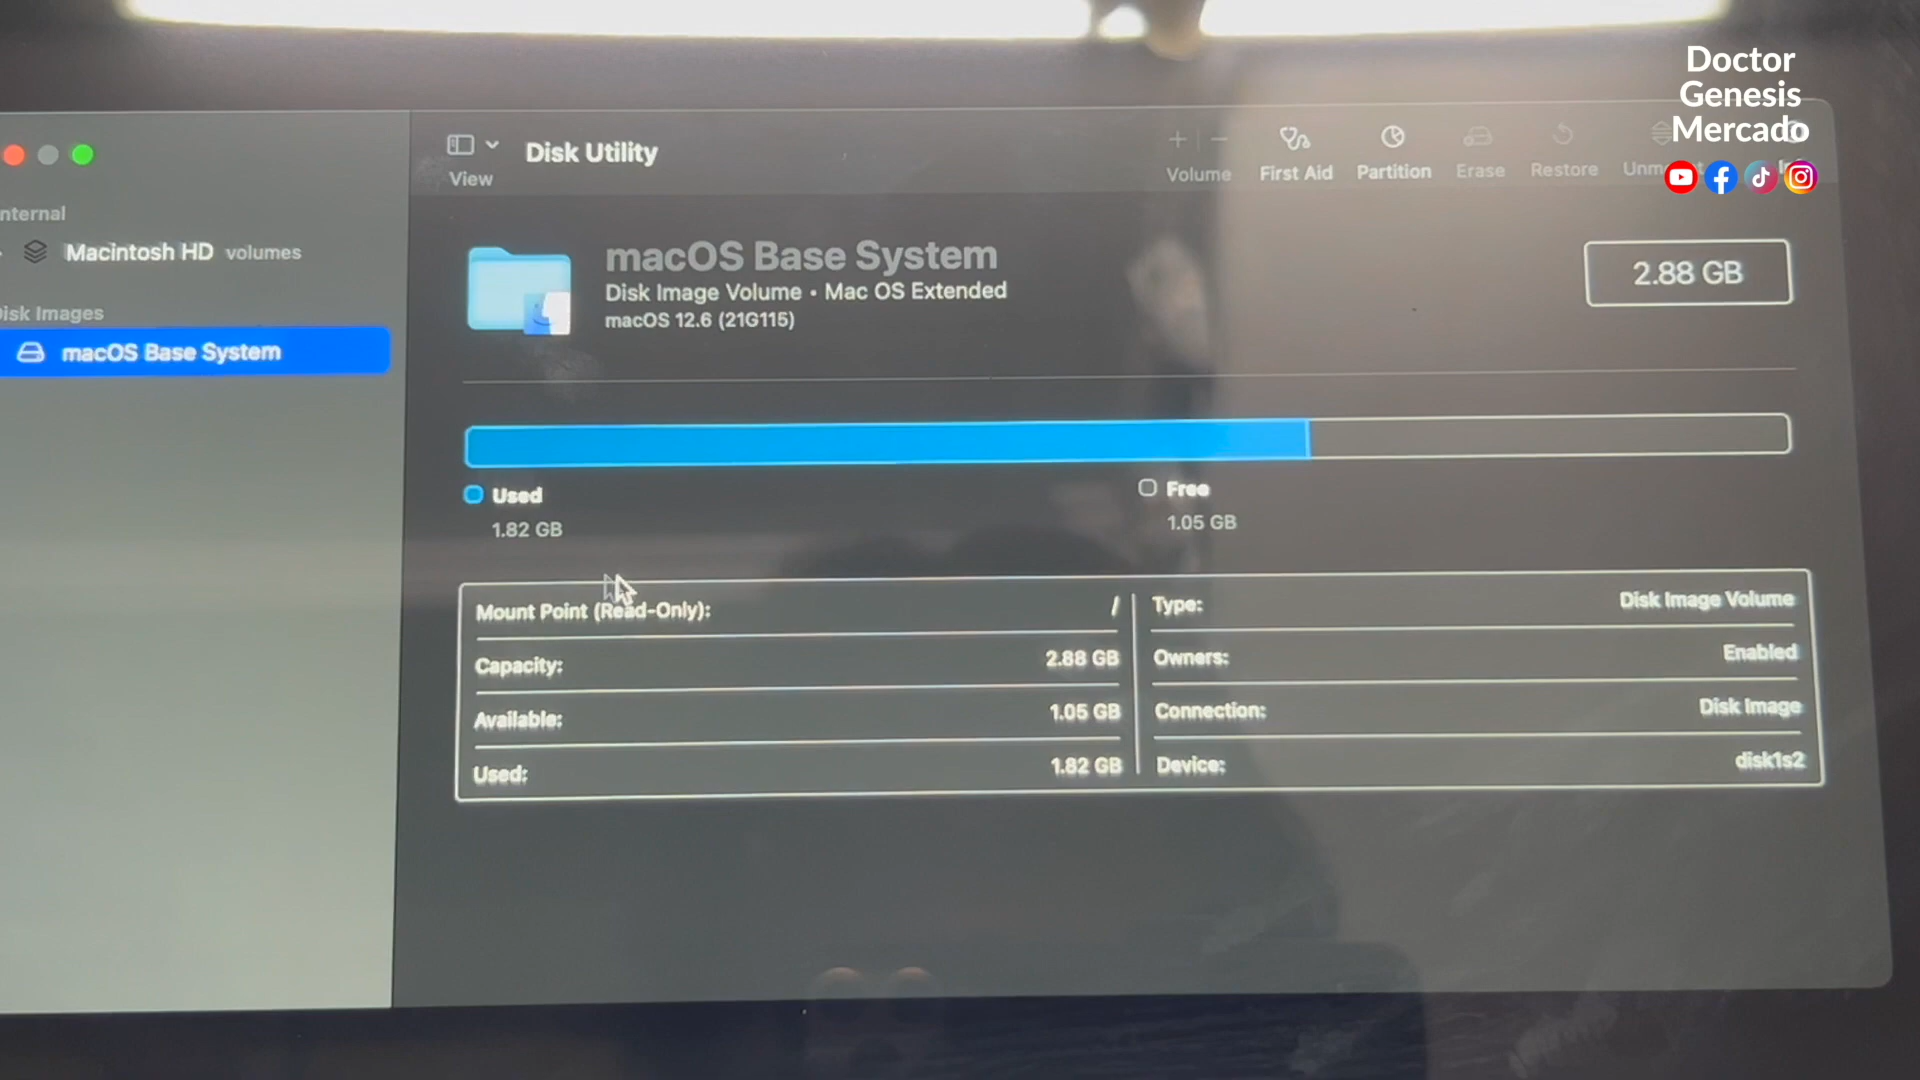 Doctor
Genesis
Mercado
View
Disk Utility
Volume
First Aid
Partition
Erase
Restore
nternal
Macintosh HD volumes
isk Images
macOS Base System
macOS Base System
Disk Image Volume • Mac OS Extended
macOS 12.6 (21G115)
2.88 GB
Used
1.82 GB
Free
1.05 GB
Mount Point (Read-Only): /
Capacity: 2.88 GB
Available: 1.05 GB
Used: 1.82 GB
Type: Disk Image Volume
Owners: Enabled
Connection: Disk Image
Device: disk1s2